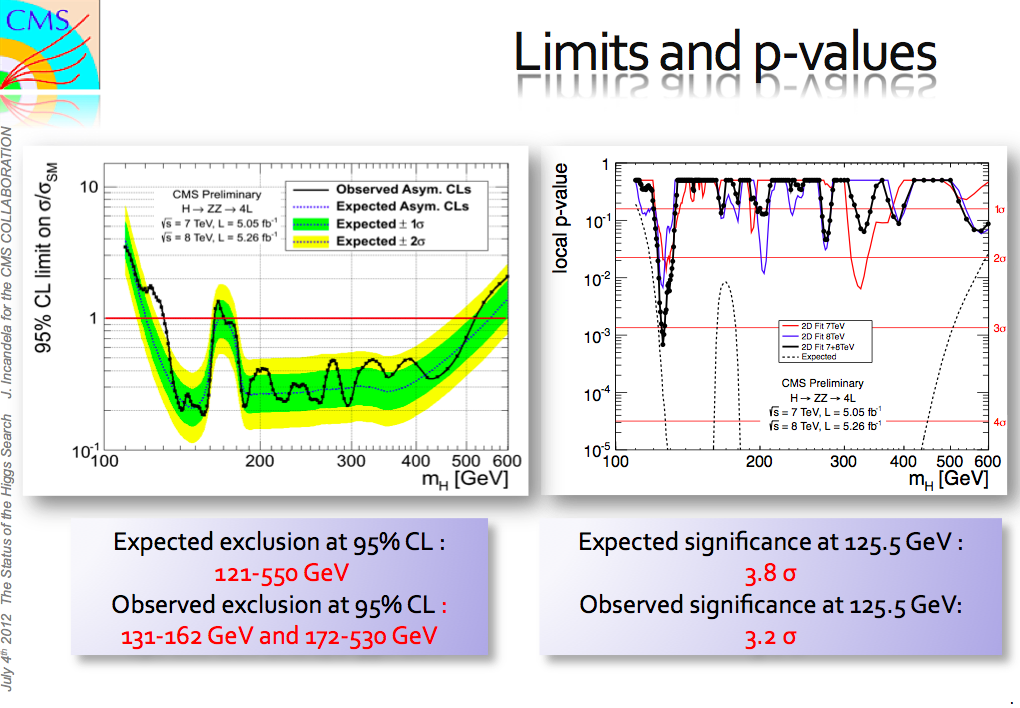 CMS
Limits and p-values
July 4th 2012 The Status of the Higgs Search J. Incandela for the CMS COLLABORATION
95% CL limit on σ/σSM
10
1
10-1
CMS Preliminary
H → ZZ → 4L
√s = 7 TeV, L = 5.05 fb-1
√s = 8 TeV, L = 5.26 fb-1
Observed Asym. CLs
Expected Asym. CLs
Expected ± 1σ
Expected ± 2σ
100 200 300 400 500 600
mH [GeV]
local p-value
1
10-1
10-2
10-3
10-4
10-5
1σ
2σ
3σ
4σ
2D Fit 7TeV
2D Fit 8TeV
2D Fit 7+8TeV
Expected
CMS Preliminary
H → ZZ → 4L
√s = 7 TeV, L = 5.05 fb-1
√s = 8 TeV, L = 5.26 fb-1
100 200 300 400 500 600
mH [GeV]
Expected exclusion at 95% CL :
121-550 GeV
Observed exclusion at 95% CL :
131-162 GeV and 172-530 GeV
Expected significance at 125.5 GeV :
3.8 σ
Observed significance at 125.5 GeV:
3.2 σ